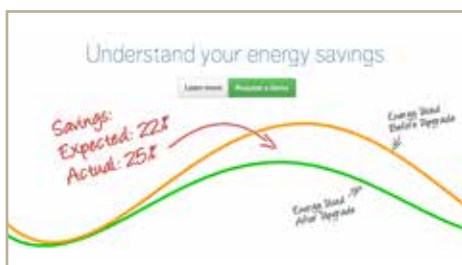 Understand your energy savings
Learn more
Request a demo
Savings:
Expected: 22%
Actual: 25%
Energy Used
Before Upgrade
Energy Used
After Upgrade